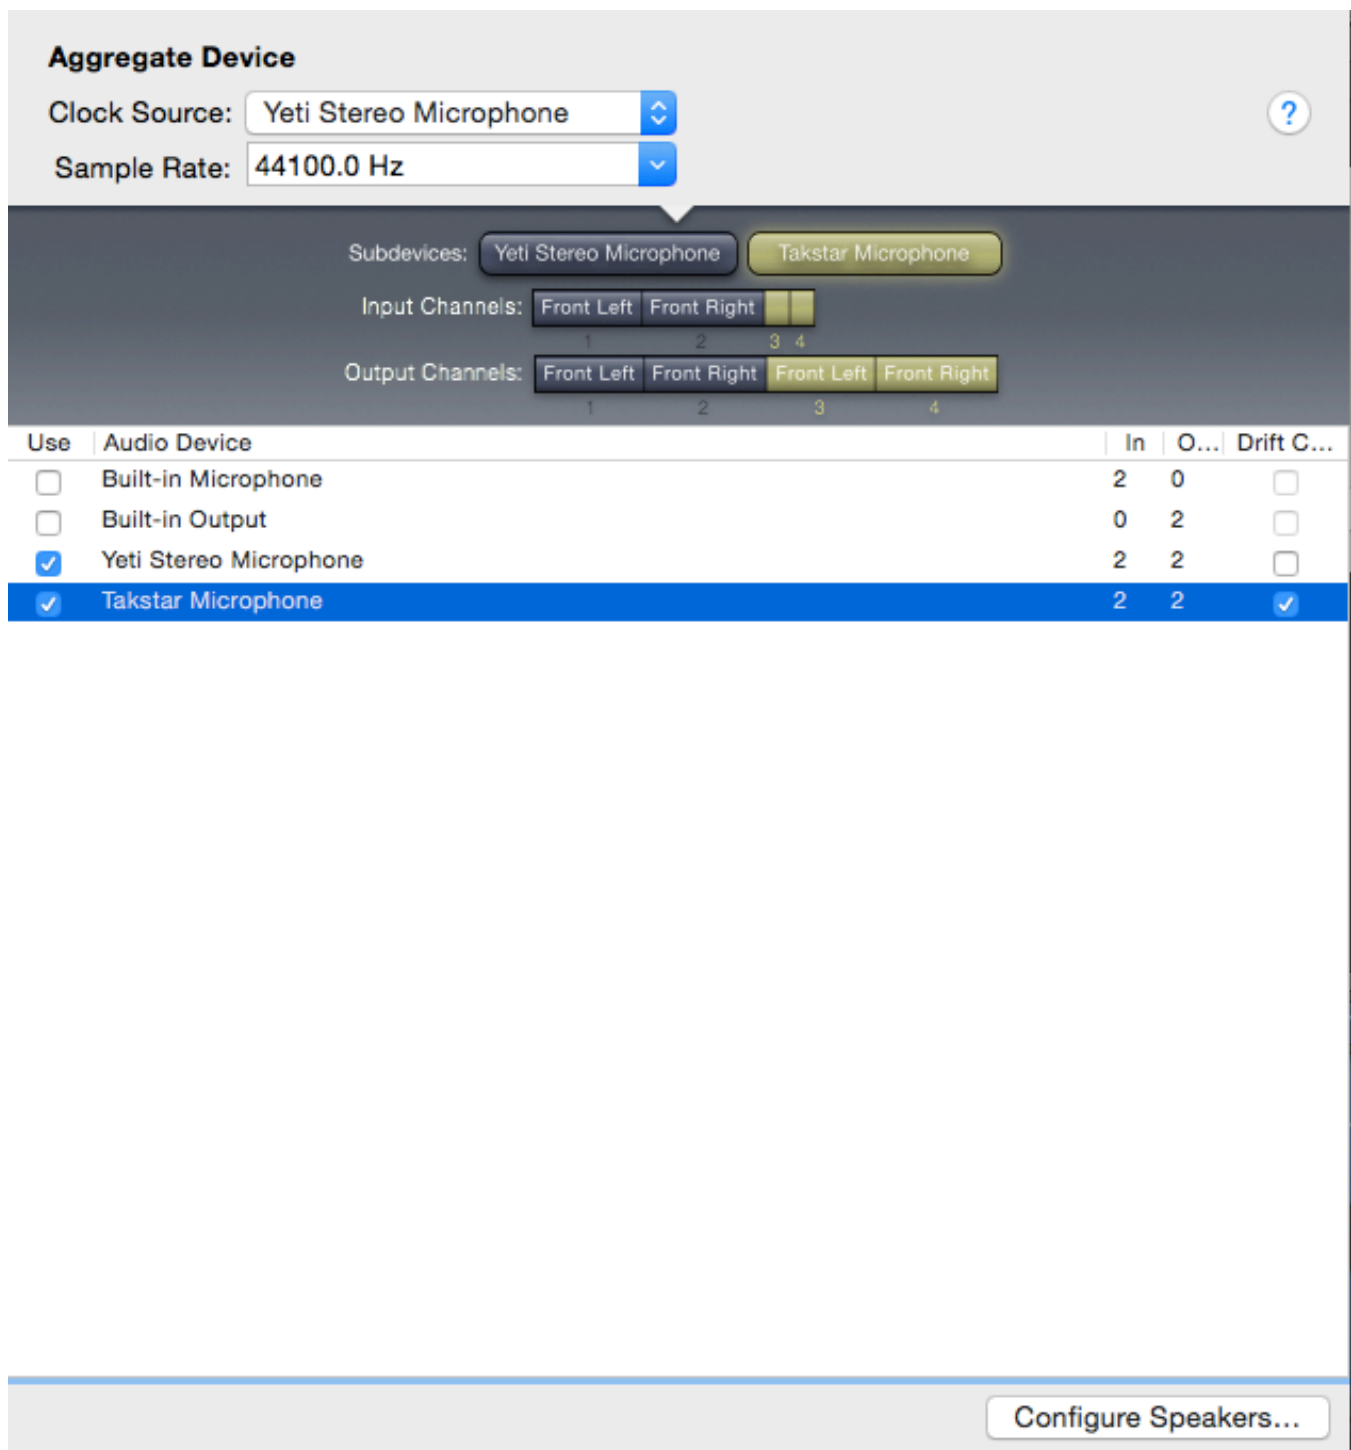 Aggregate Device
Clock Source: Yeti Stereo Microphone
?
Sample Rate: 44100.0 Hz
Subdevices: Yeti Stereo Microphone Takstar Microphone
Input Channels: Front Left Front Right
1 2 3 4
Output Channels: Front Left Front Right Front Left Front Right
1 2 3 4
Use Audio Device In O... Drift C...
Built-in Microphone 2 0
Built-in Output 0 2
Yeti Stereo Microphone 2 2
Takstar Microphone 2 2
Configure Speakers...